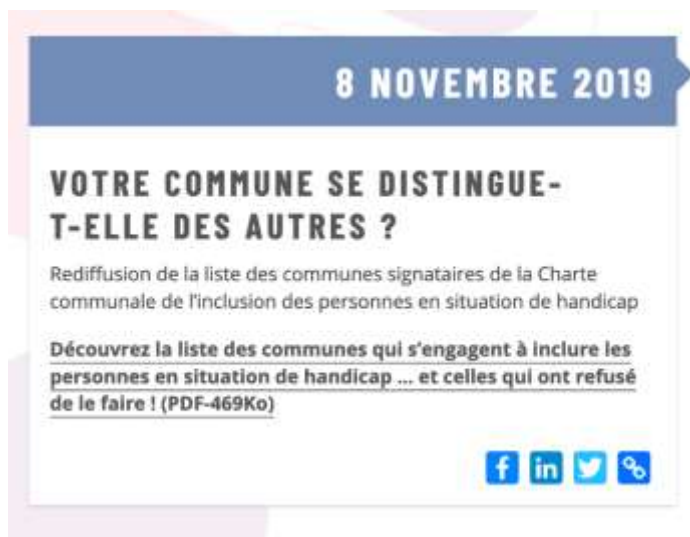 8 NOVEMBRE 2019
VOTRE COMMUNE SE DISTINGUE-
T-ELLE DES AUTRES ?
Rediffusion de la liste des communes signataires de la Charte
communale de l'inclusion des personnes en situation de handicap
Découvrez la liste des communes qui s'engagent à inclure les
personnes en situation de handicap ... et celles qui ont refusé
de le faire ! (PDF-469Ko)